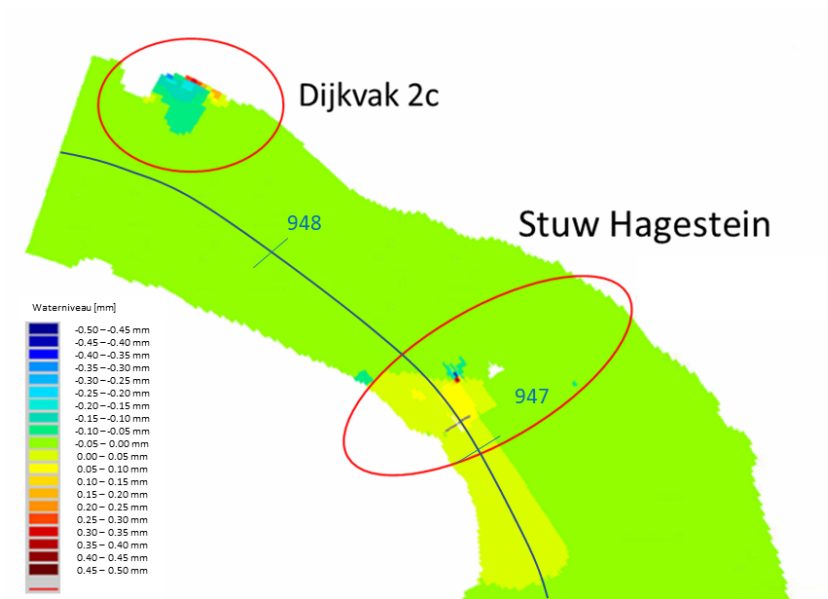 Dijkvak 2c
948
Stuw Hagestein
947
Waterniveau [mm]
-0.50 – -0.45 mm
-0.45 – -0.40 mm
-0.40 – -0.35 mm
-0.35 – -0.30 mm
-0.30 – -0.25 mm
-0.25 – -0.20 mm
-0.20 – -0.15 mm
-0.15 – -0.10 mm
-0.10 – -0.05 mm
-0.05 – 0.00 mm
0.00 – 0.05 mm
0.05 – 0.10 mm
0.10 – 0.15 mm
0.15 – 0.20 mm
0.20 – 0.25 mm
0.25 – 0.30 mm
0.30 – 0.35 mm
0.35 – 0.40 mm
0.40 – 0.45 mm
0.45 – 0.50 mm